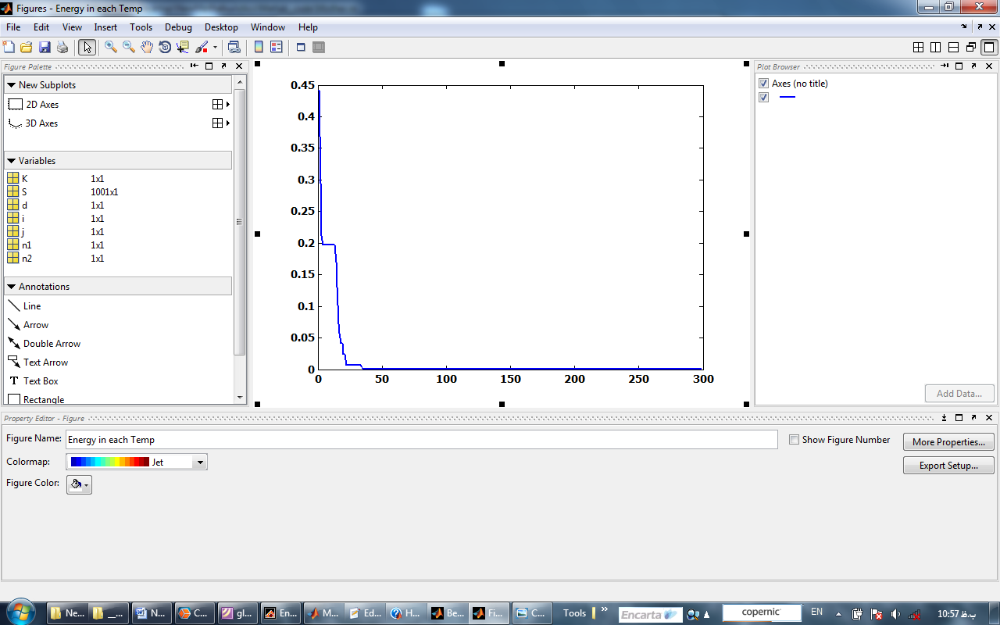 Figures - Energy in each Temp
File Edit View Insert Tools Debug Desktop Window Help
Figure Palette
New Subplots
2D Axes
3D Axes
Variables
K 1x1
S 1001x1
d 1x1
i 1x1
j 1x1
n1 1x1
n2 1x1
Annotations
Line
Arrow
Double Arrow
Text Arrow
T Text Box
Rectangle
0.45
0.4
0.35
0.3
0.25
0.2
0.15
0.1
0.05
0
0 50 100 150 200 250 300
Plot Browser
Axes (no title)
Add Data...
Property Editor - Figure
Figure Name: Energy in each Temp
Show Figure Number
More Properties...
Colormap: Jet
Export Setup...
Figure Color:
Ne... _... N... C... gl... En... M... Ed... H... Be... Fi... C... Tools » Encarta copernic EN 10:57 ب.ظ